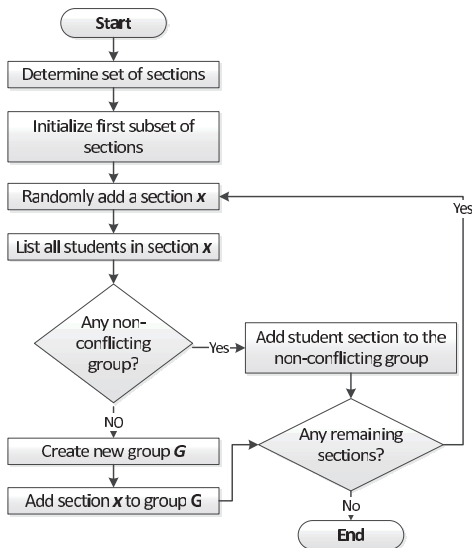 Start
Determine set of sections
Initialize first subset of
sections
Randomly add a section x
Yes
List all students in section x
Any non-
conflicting
group?
Yes
Add student section to the
non-conflicting group
NO
Create new group G
Any remaining
sections?
Add section x to group G
No
End